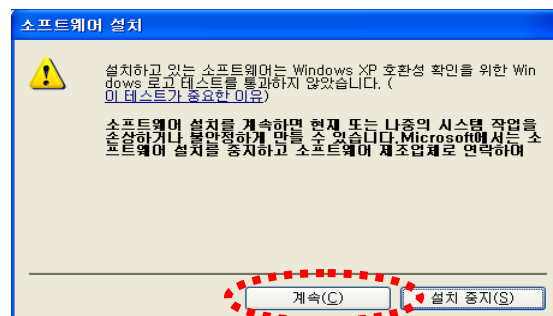 소프트웨어 설치
설치하고 있는 소프트웨어는 Windows XP 호환성 확인을 위한 Win
dows 로고 테스트를 통과하지 않았습니다. (
이 테스트가 중요한 이유)
소프트웨어 설치를 계속하면 현재 또는 나중의 시스템 작업을
손상하거나 불안정하게 만들 수 있습니다.Microsoft에서는 소
프트웨어 설치를 중지하고 소프트웨어 제조업체로 연락하여
계속(C)
설치 중지(S)